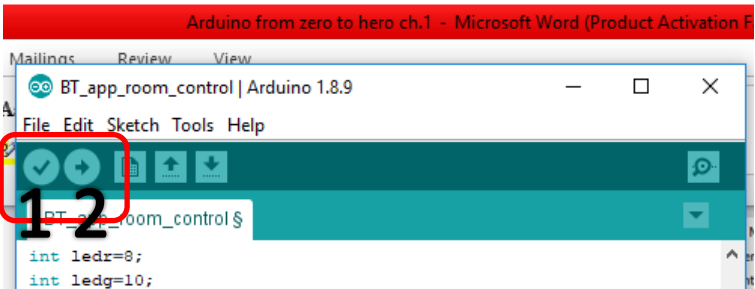 Arduino from zero to hero ch.1 - Microsoft Word (Product Activation F
Mailings Review View
BT_app_room_control | Arduino 1.8.9
File Edit Sketch Tools Help
1 2
BT_app_room_control §
int ledr=8;
int ledg=10;